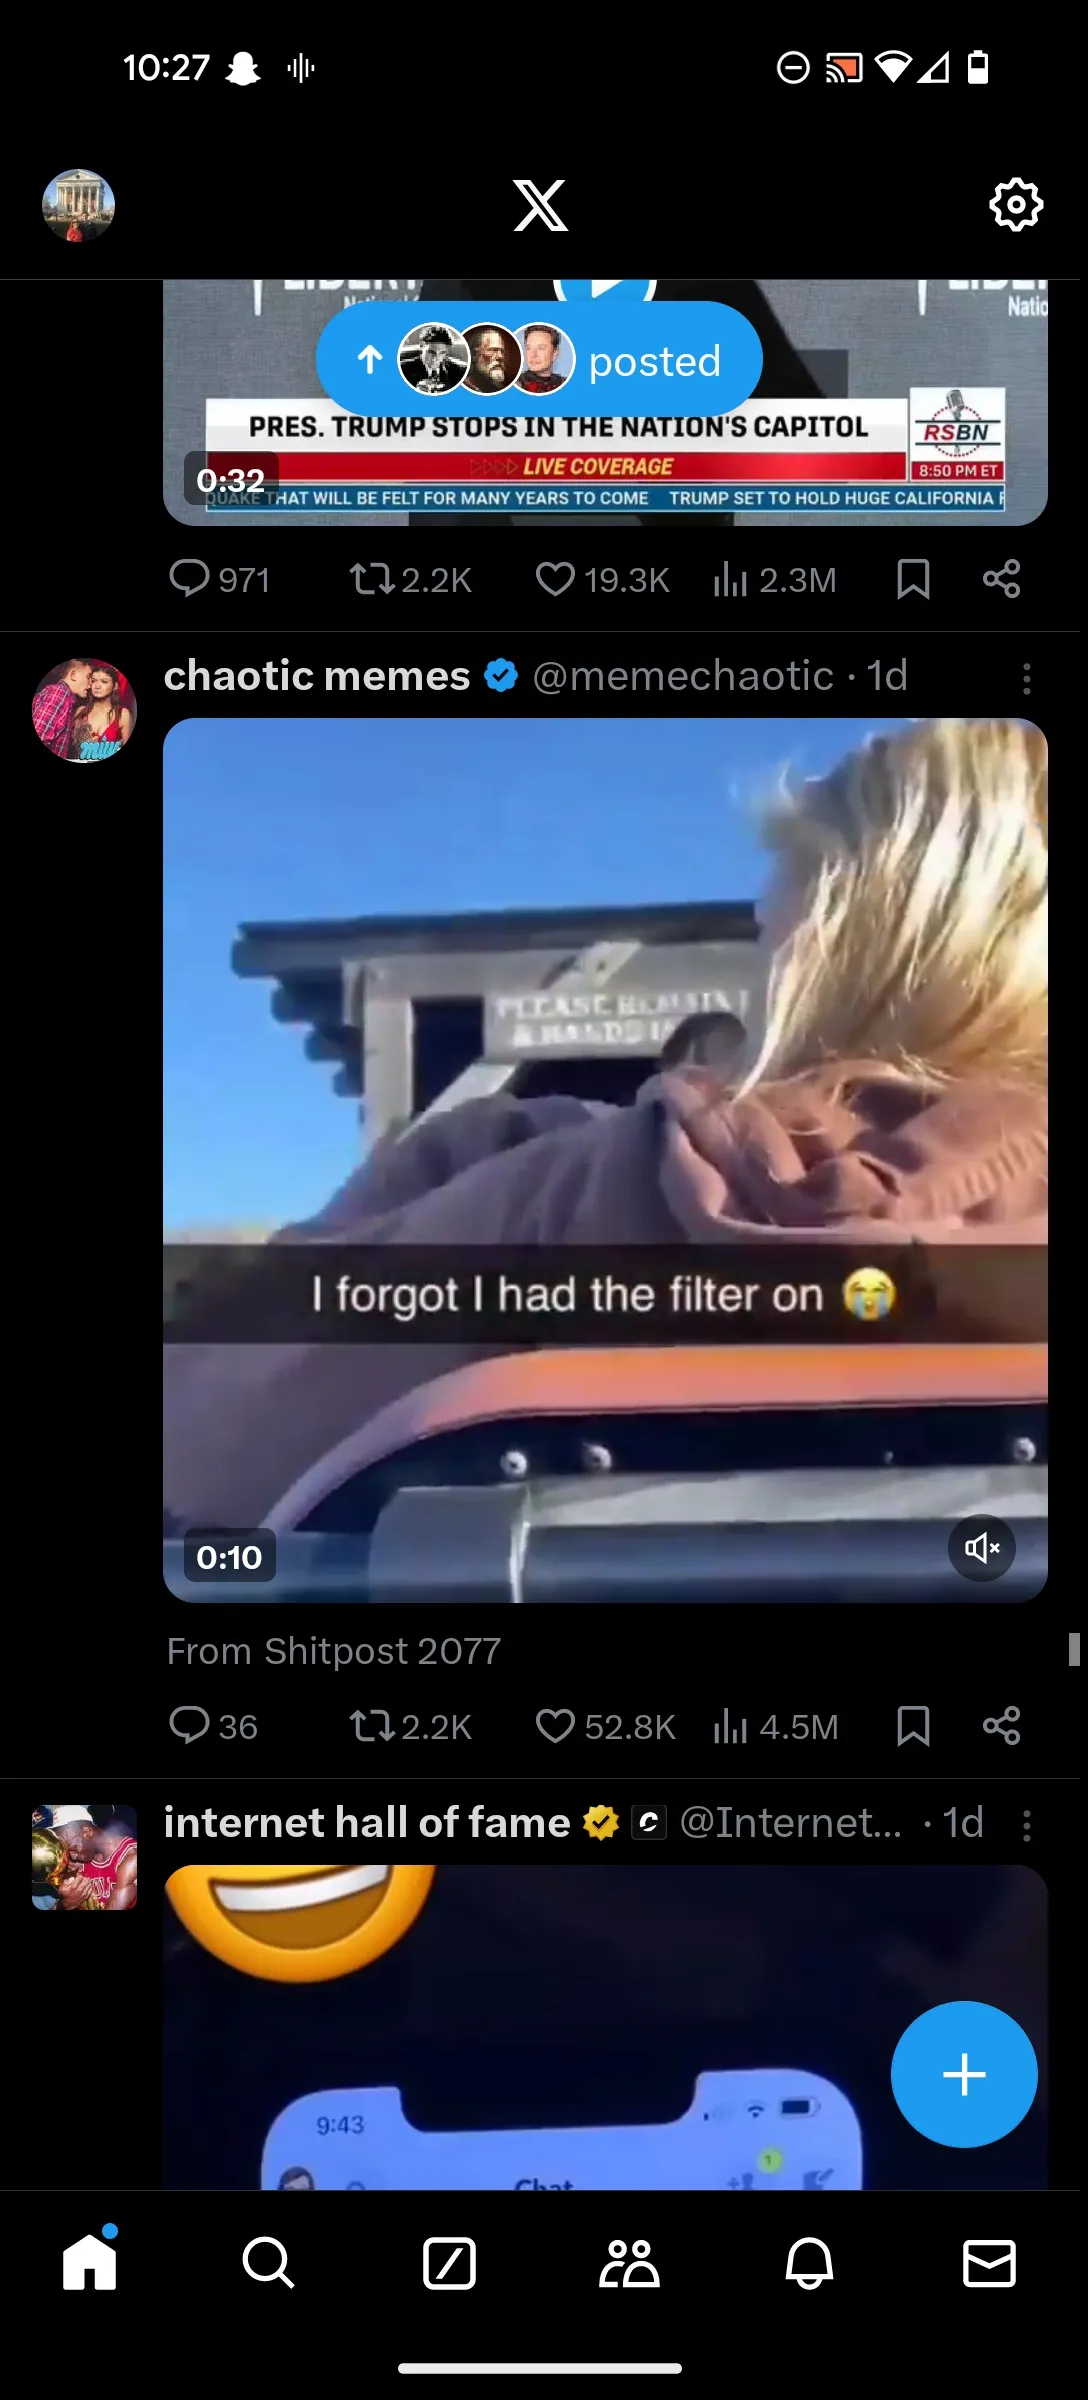 10:27
posted
PRES. TRUMP STOPS IN THE NATION'S CAPITOL
RSBN
LIVE COVERAGE
8:50 PM ET
0:32
QUAKE THAT WILL BE FELT FOR MANY YEARS TO COME TRUMP SET TO HOLD HUGE CALIFORNIA
971 2.2K 19.3K 2.3M
chaotic memes @memechaotic · 1d
PLEASE REMAIN
& HANDS
I forgot I had the filter on 😭
0:10
From Shitpost 2077
36 2.2K 52.8K 4.5M
internet hall of fame @Internet... · 1d
9:43
1
Chat